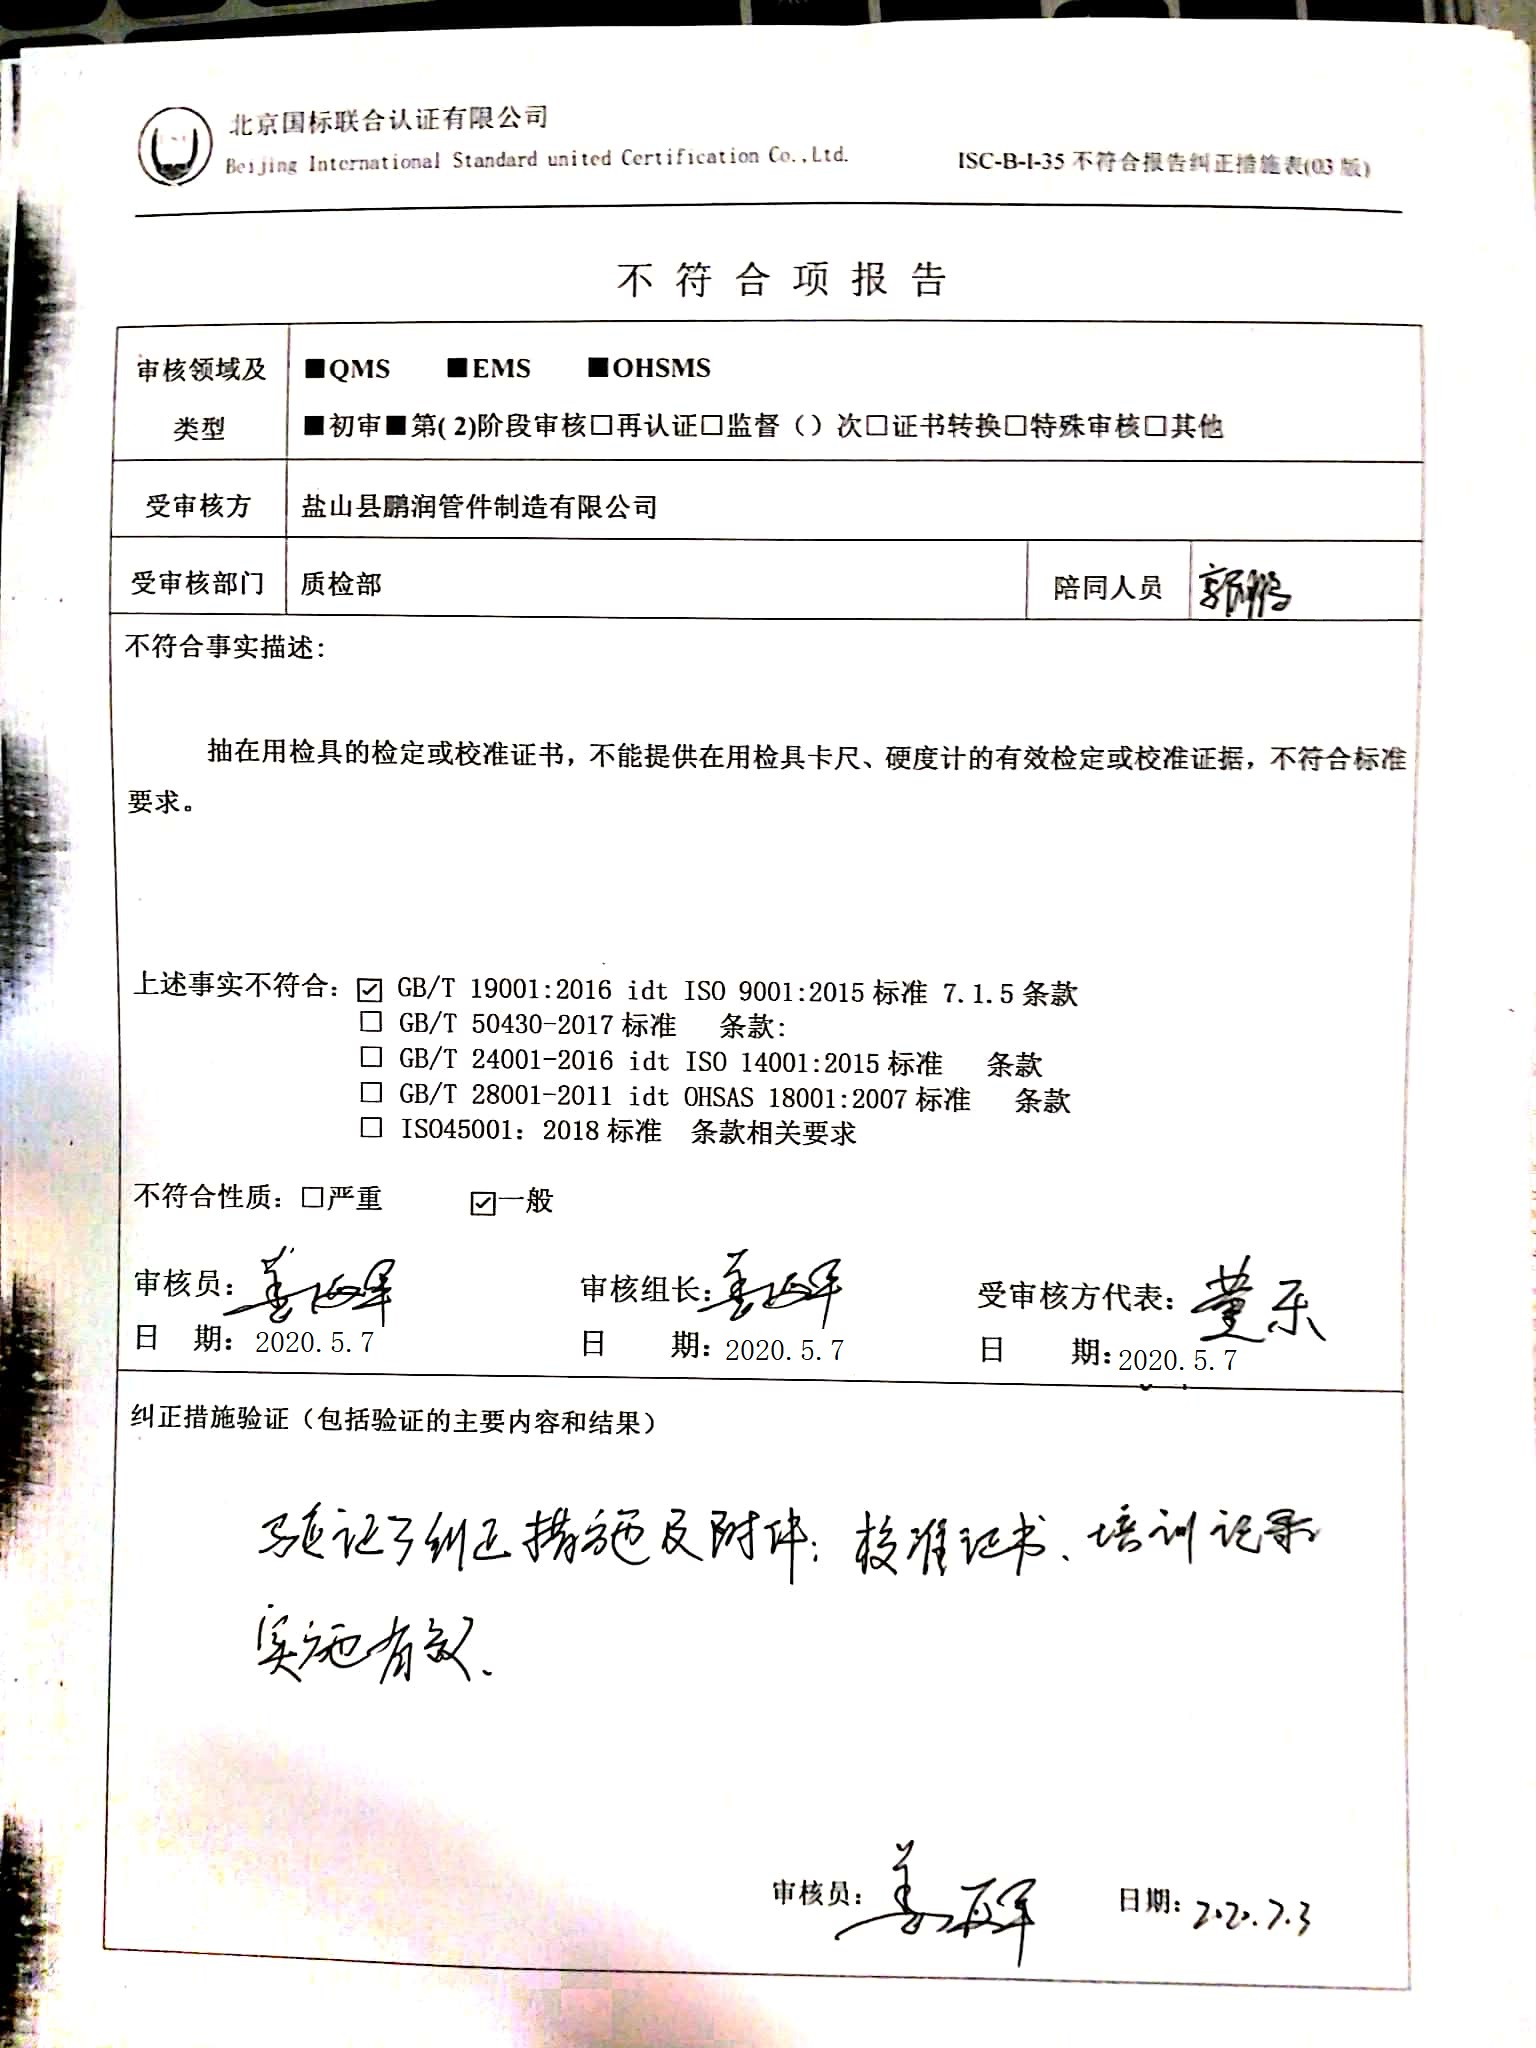 北京国标联合认证有限公司
Beijing International Standard united Certification Co.,Ltd.
ISC-B-I-35 不符合报告纠正措施表(03 版)
不符合项报告
审核领域及类型
■QMS ■EMS ■OHSMS
■初审■第( 2)阶段审核□再认证□监督（）次□证书转换□特殊审核□其他
受审核方 盐山县鹏润管件制造有限公司
受审核部门 质检部 陪同人员
不符合事实描述：
抽在用检具的检定或校准证书，不能提供在用检具卡尺、硬度计的有效检定或校准证据，不符合标准
要求。
上述事实不符合：☑ GB/T 19001:2016 idt ISO 9001:2015 标准 7.1.5 条款
□ GB/T 50430-2017 标准 条款：
□ GB/T 24001-2016 idt ISO 14001:2015 标准 条款
□ GB/T 28001-2011 idt OHSAS 18001:2007 标准 条款
□ ISO45001：2018 标准 条款相关要求
不符合性质：□严重 ☑一般
审核员： 审核组长： 受审核方代表：
日 期：2020.5.7 日 期：2020.5.7 日 期：2020.5.7
纠正措施验证（包括验证的主要内容和结果）
验证了纠正措施及附件：校准证书、培训记录
实施有效.
审核员： 日期：2020.7.3